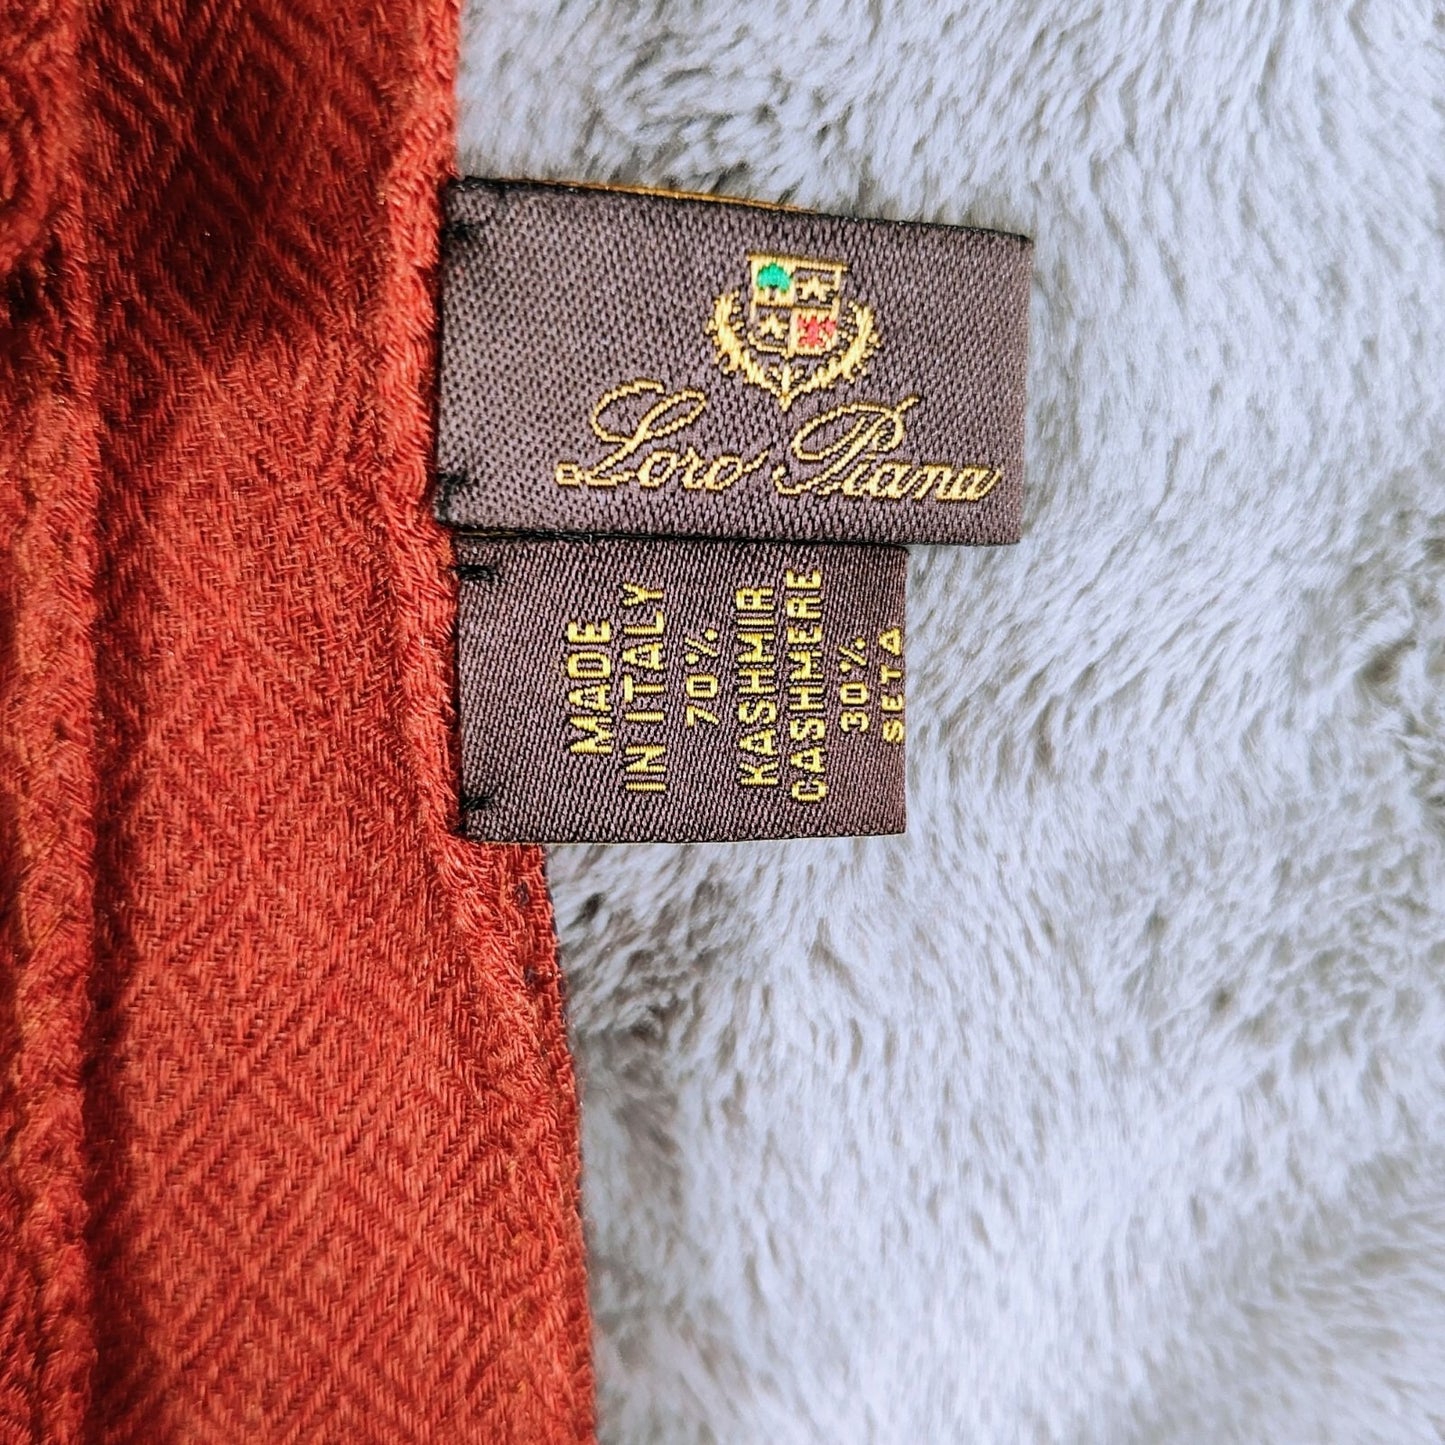 Loro Piana
MADE
IN ITALY
70%
KASHMIR
CASHMERE
30%
SETA